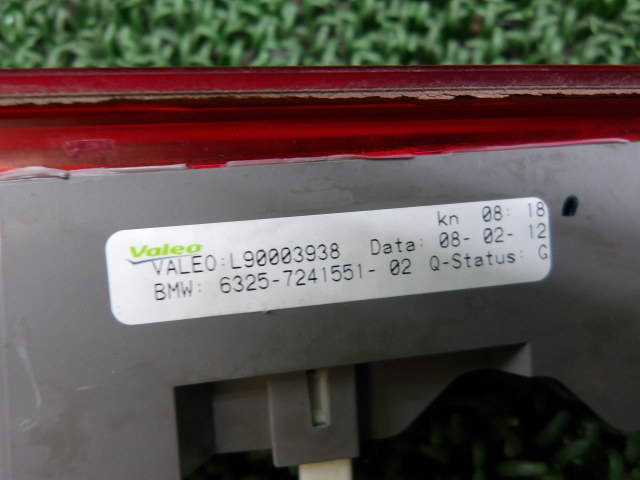 kn 08: 18
Valeo
VALEO:L90003938 Data: 08- 02- 12
BMW: 6325-7241551- 02 Q-Status: G